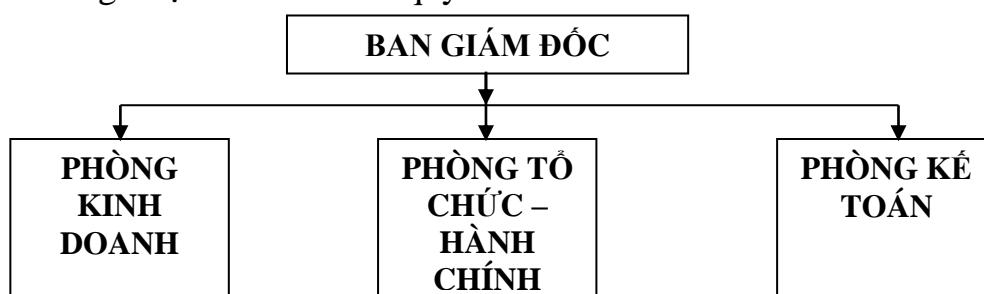 BAN GIÁM ĐỐC
PHÒNG
KINH
DOANH
PHÒNG TỔ
CHỨC –
HÀNH
CHÍNH
PHÒNG KẾ
TOÁN